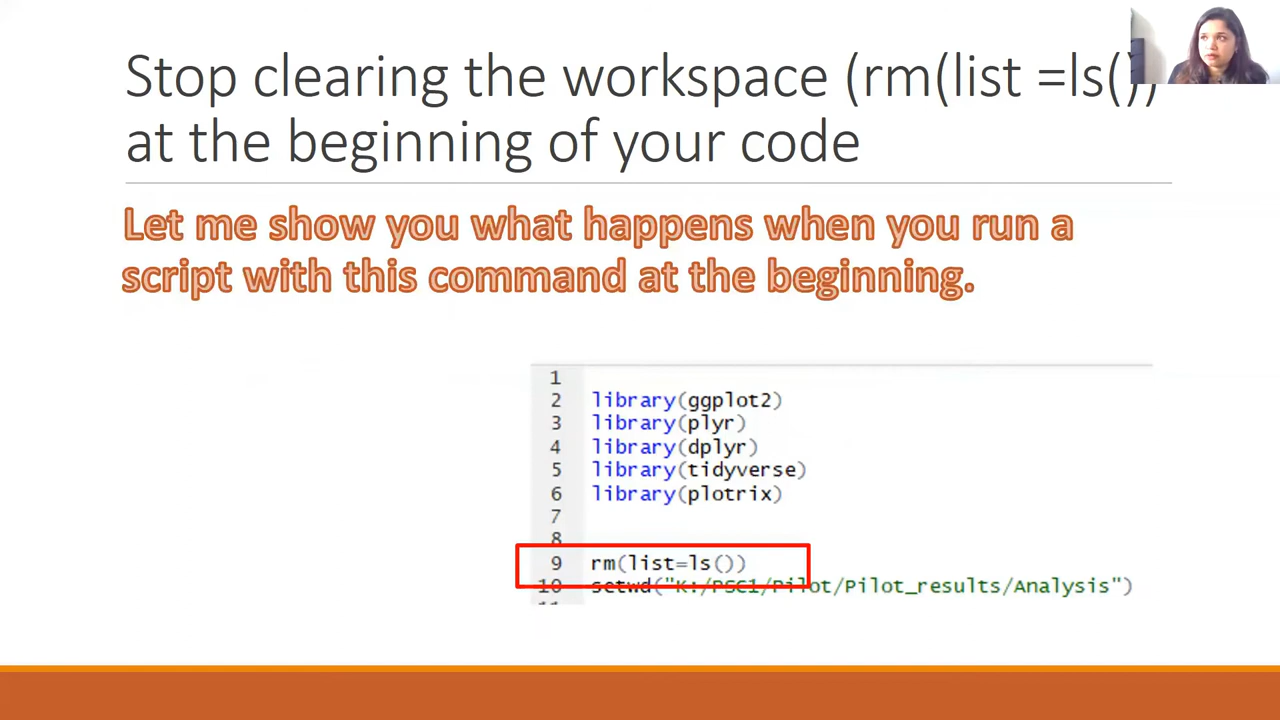 Stop clearing the workspace (rm(list =ls())
at the beginning of your code
Let me show you what happens when you run a
script with this command at the beginning.
1
2 library(ggplot2)
3 library(plyr)
4 library(dplyr)
5 library(tidyverse)
6 library(plotrix)
7
8
9 rm(list=ls())
10 setwd("K:/PSC1/Pilot/Pilot_results/Analysis")
11